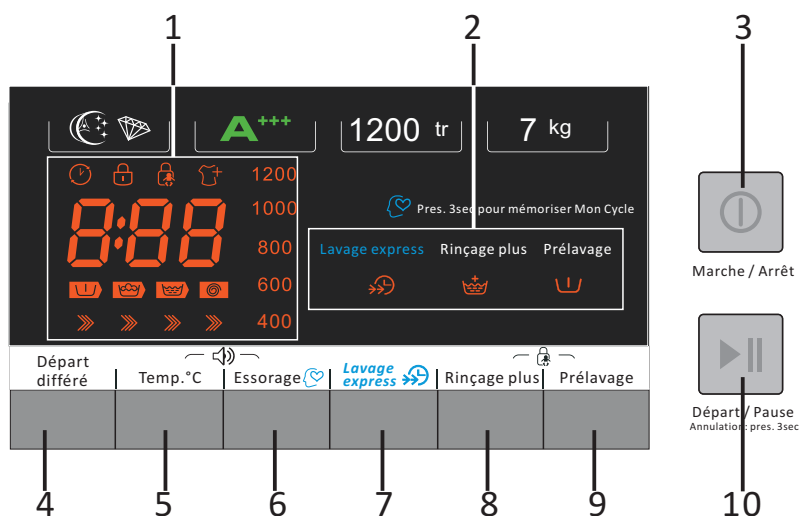 1 2 3
A+++ 1200 tr 7 kg
1200
1000
8:88
800
600
400
Pres. 3sec pour mémoriser Mon Cycle
Lavage express Rinçage plus Prélavage
Marche / Arrêt
Départ
différé
Temp.°C
Essorage
Lavage
express
Rinçage plus
Prélavage
Départ / Pause
Annulation: pres. 3sec
4 5 6 7 8 9 10